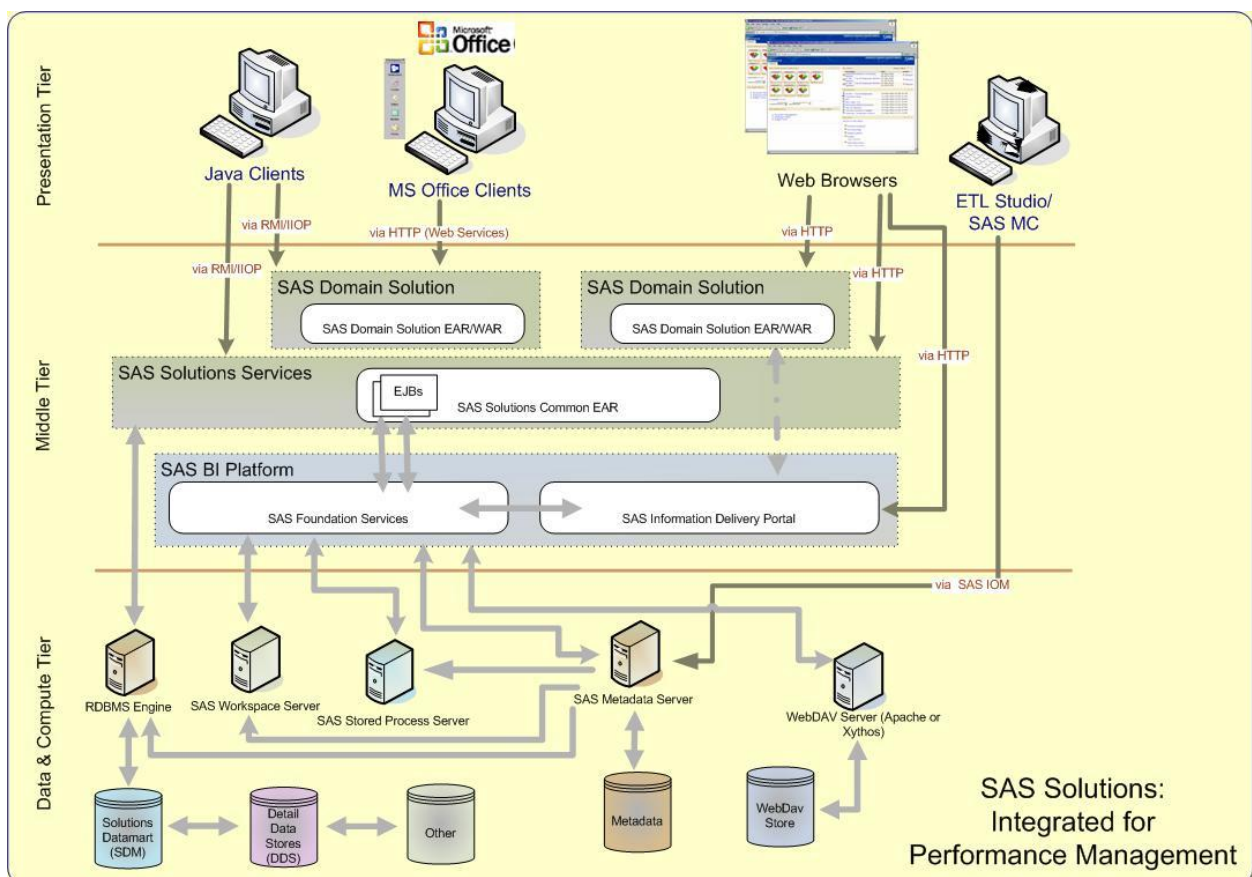 Microsoft
Office
Presentation Tier
Java Clients
MS Office Clients
Web Browsers
ETL Studio/
SAS MC
via RMI/IIOP
via HTTP (Web Services)
via HTTP
via RMI/IIOP
via HTTP
SAS Domain Solution
SAS Domain Solution EAR/WAR
SAS Domain Solution
SAS Domain Solution EAR/WAR
via HTTP
Middle Tier
SAS Solutions Services
EJBs
SAS Solutions Common EAR
SAS BI Platform
SAS Foundation Services
SAS Information Delivery Portal
via SAS IOM
Data & Compute Tier
RDBMS Engine
SAS Workspace Server
SAS Stored Process Server
SAS Metadata Server
WebDAV Server (Apache or
Xythos)
Solutions
Datamart
(SDM)
Detail
Data
Stores
(DDS)
Other
Metadata
WebDav
Store
SAS Solutions:
Integrated for
Performance Management